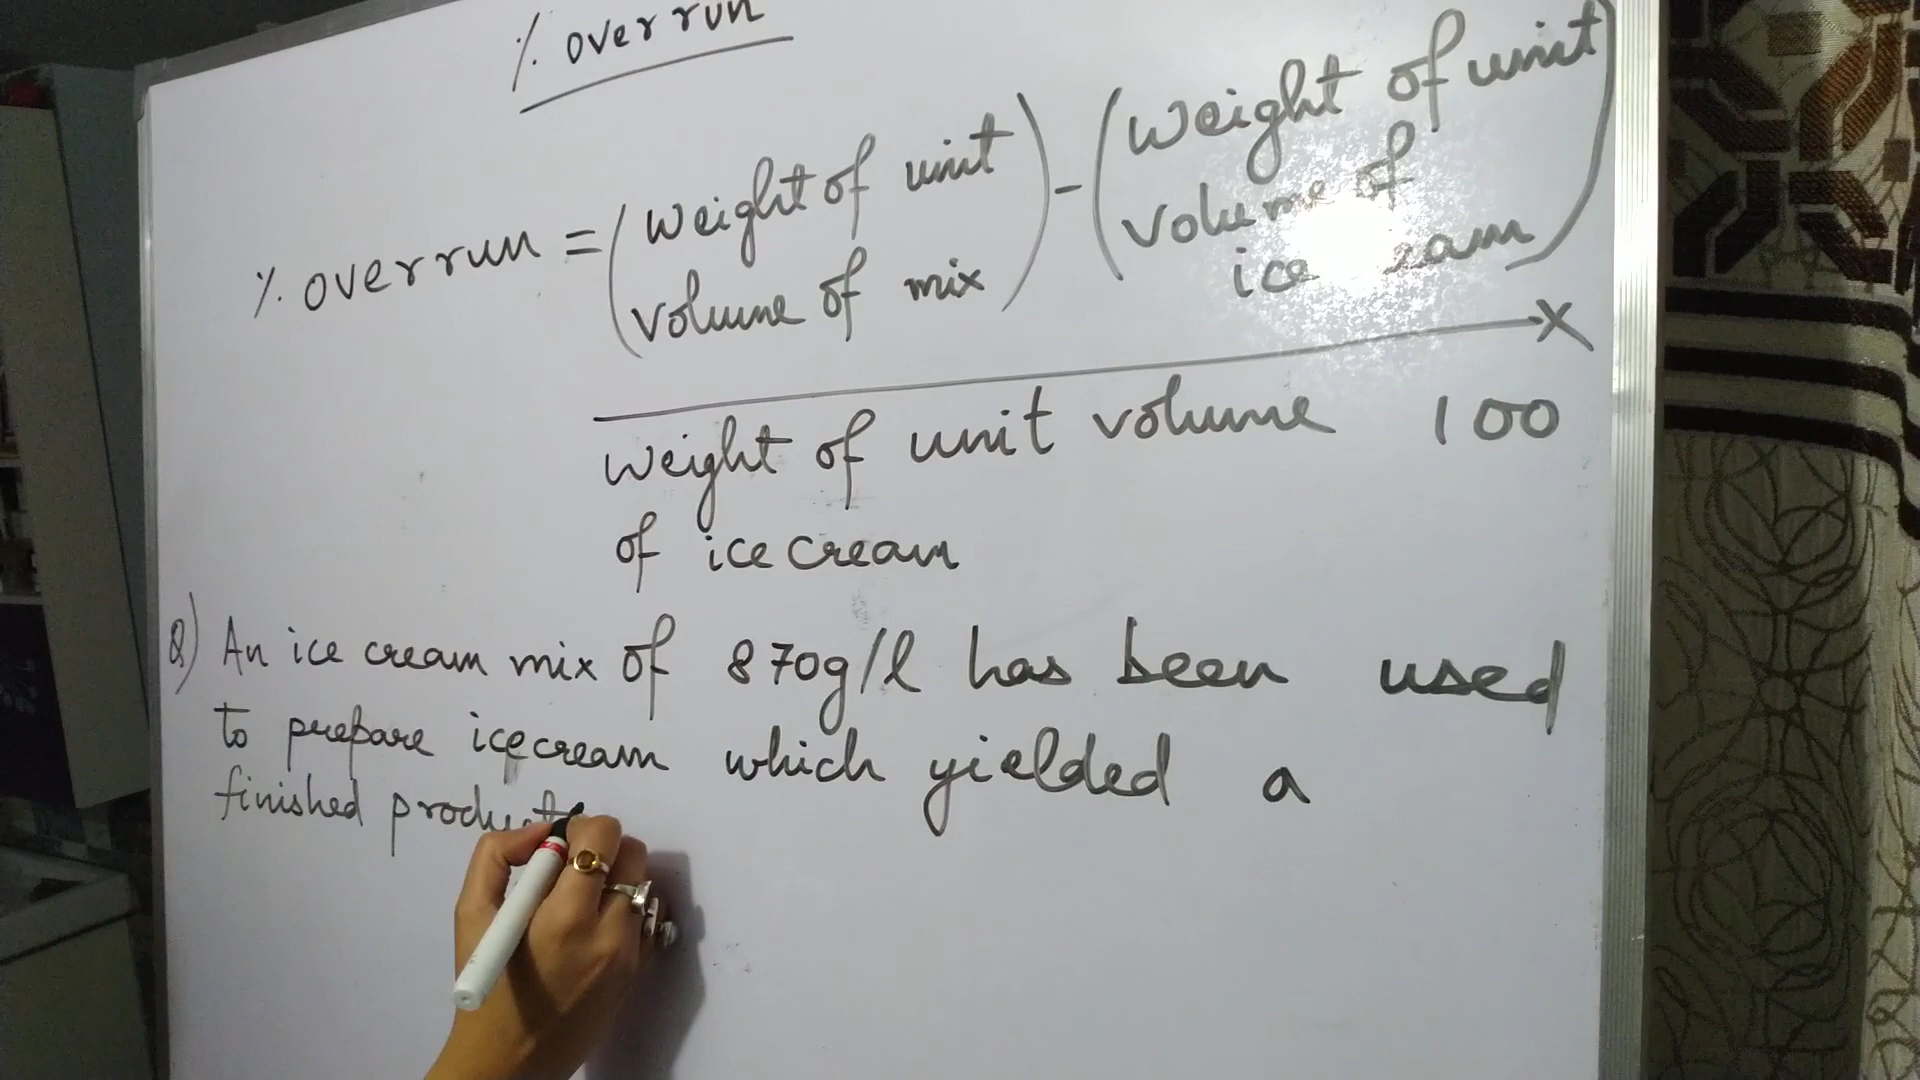 % overrun
% overrun = (Weight of unit volume of mix) - (Weight of unit volume of ice cream) X
weight of unit volume 100
of ice cream
Q) An ice cream mix of 870g/l has been used
to prepare icecream which yielded a
finished product